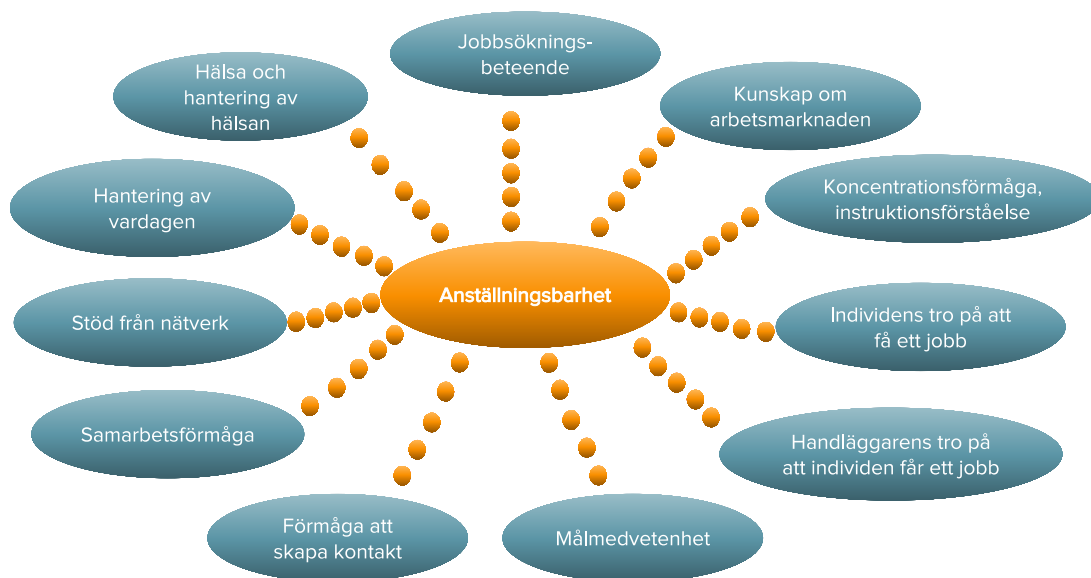 Jobbsöknings-
beteende
Hälsa och
hantering av
hälsan
Kunskap om
arbetsmarknaden
Hantering av
vardagen
Koncentrationsförmåga,
instruktionsförståelse
Anställningsbarhet
Stöd från nätverk
Individens tro på att
få ett jobb
Samarbetsförmåga
Handläggarens tro på
att individen får ett jobb
Förmåga att
skapa kontakt
Målmedvetenhet